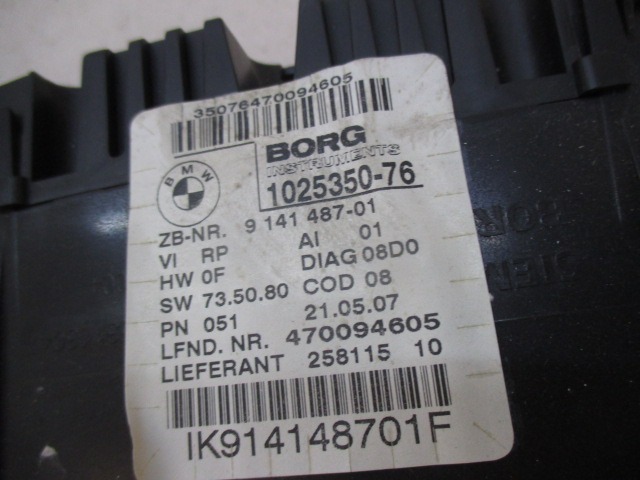 35076470094605
BMW
BORG
INSTRUMENTS
1025350-76
ZB-NR. 9 141 487-01
VI RP AI 01
HW 0F DIAG 08D0
SW 73.50.80 COD 08
PN 051 21.05.07
LFND. NR. 470094605
LIEFERANT 258115 10
IK914148701F